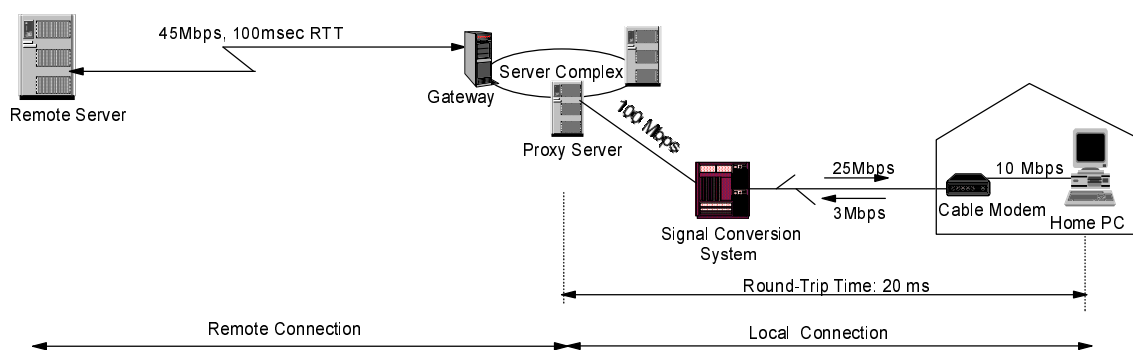 45Mbps, 100msec RTT
Remote Server
Gateway
Server Complex
Proxy Server
100 Mbps
Signal Conversion
System
25Mbps
3Mbps
10 Mbps
Cable Modem
Home PC
Round-Trip Time: 20 ms
Remote Connection
Local Connection